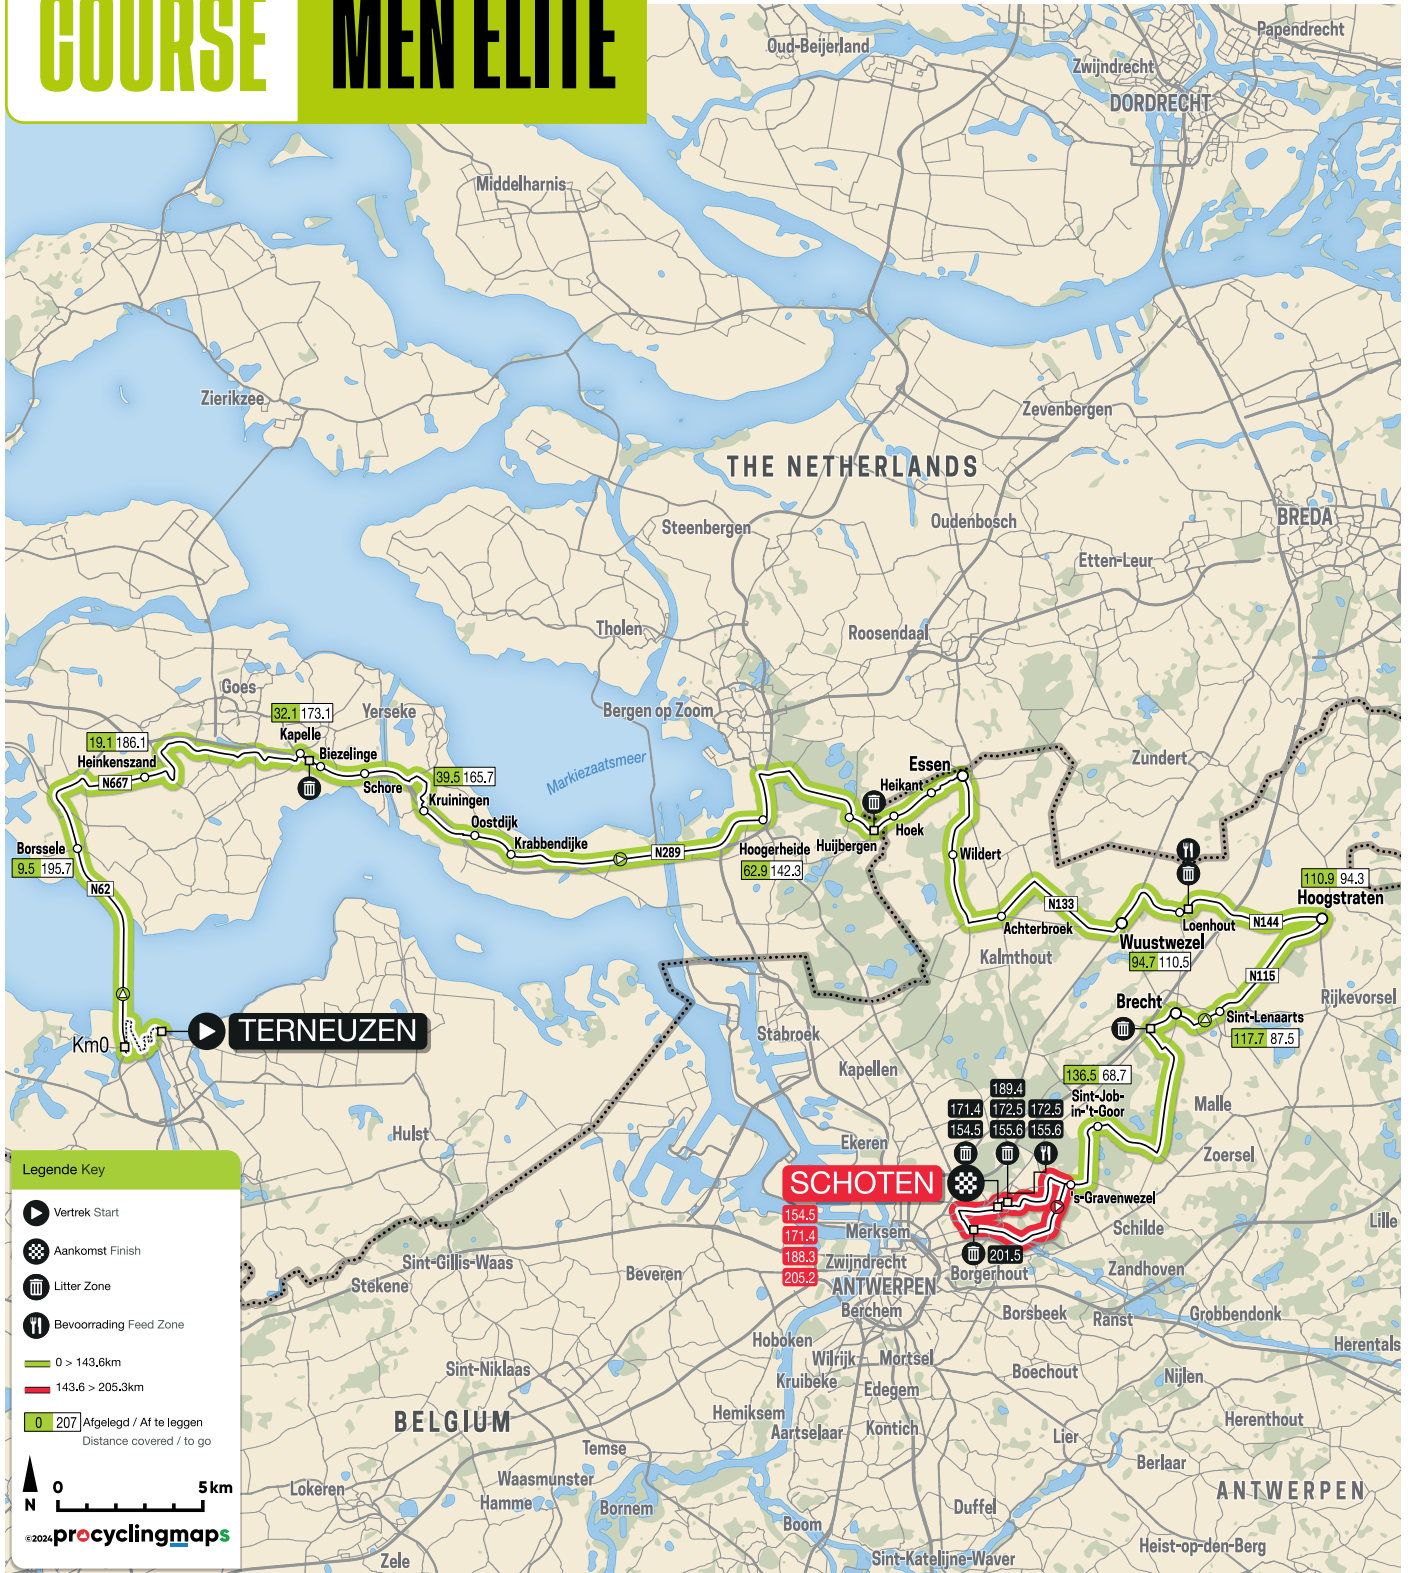 COURSE MEN ELITE
Oud-Beijerland
Papendrecht
Zwijndrecht
DORDRECHT
Middelharnis
Zierikzee
Zevenbergen
THE NETHERLANDS
Steenbergen
Oudenbosch
BREDA
Etten-Leur
Tholen
Roosendaal
Goes
32.1 173.1
Yerseke
Bergen op Zoom
19.1 186.1
Kapelle
Heinkenszand
Biezelinge
Zundert
Markiezaatsmeer
Essen
N667
Schore
39.5 165.7
Heikant
Kruiningen
Oostdijk
Hoek
Krabbendijke
N289
Hoogerheide
Huijbergen
Borssele
9.5 195.7
62.9 142.3
Wildert
N62
110.9 94.3
Hoogstraten
N133
Achterbroek
Loenhout
N144
Wuustwezel
94.7 110.5
Kalmthout
N115
Brecht
Rijkevorsel
Sint-Lenaarts
117.7 87.5
TERNEUZEN
Km0
Stabroek
Kapellen
136.5 68.7
Sint-Job-
in-'t-Goor
189.4
171.4 172.5 172.5
154.5 155.6 155.6
Malle
Hulst
Ekeren
Zoersel
SCHOTEN
's-Gravenwezel
154.5
171.4
188.3
205.2
Merksem
Schilde
Lille
201.5
Zwijndrecht
Borgerhout
Zandhoven
Sint-Gillis-Waas
Stekene
Beveren
ANTWERPEN
Berchem
Borsbeek
Ranst
Grobbendonk
Hoboken
Herentals
Wilrijk
Mortsel
Sint-Niklaas
Kruibeke
Edegem
Boechout
Nijlen
Hemiksem
Aartselaar
Kontich
Herenthout
BELGIUM
Temse
Lier
Berlaar
Waasmunster
Lokeren
Hamme
Bornem
Duffel
ANTWERPEN
Boom
Heist-op-den-Berg
Zele
Sint-Katelijne-Waver
Legende Key
Vertrek Start
Aankomst Finish
Litter Zone
Bevoorrading Feed Zone
0 > 143.6km
143.6 > 205.3km
0 207 Afgelegd / Af te leggen
Distance covered / to go
N 0 5 km
©2024 procyclingmaps